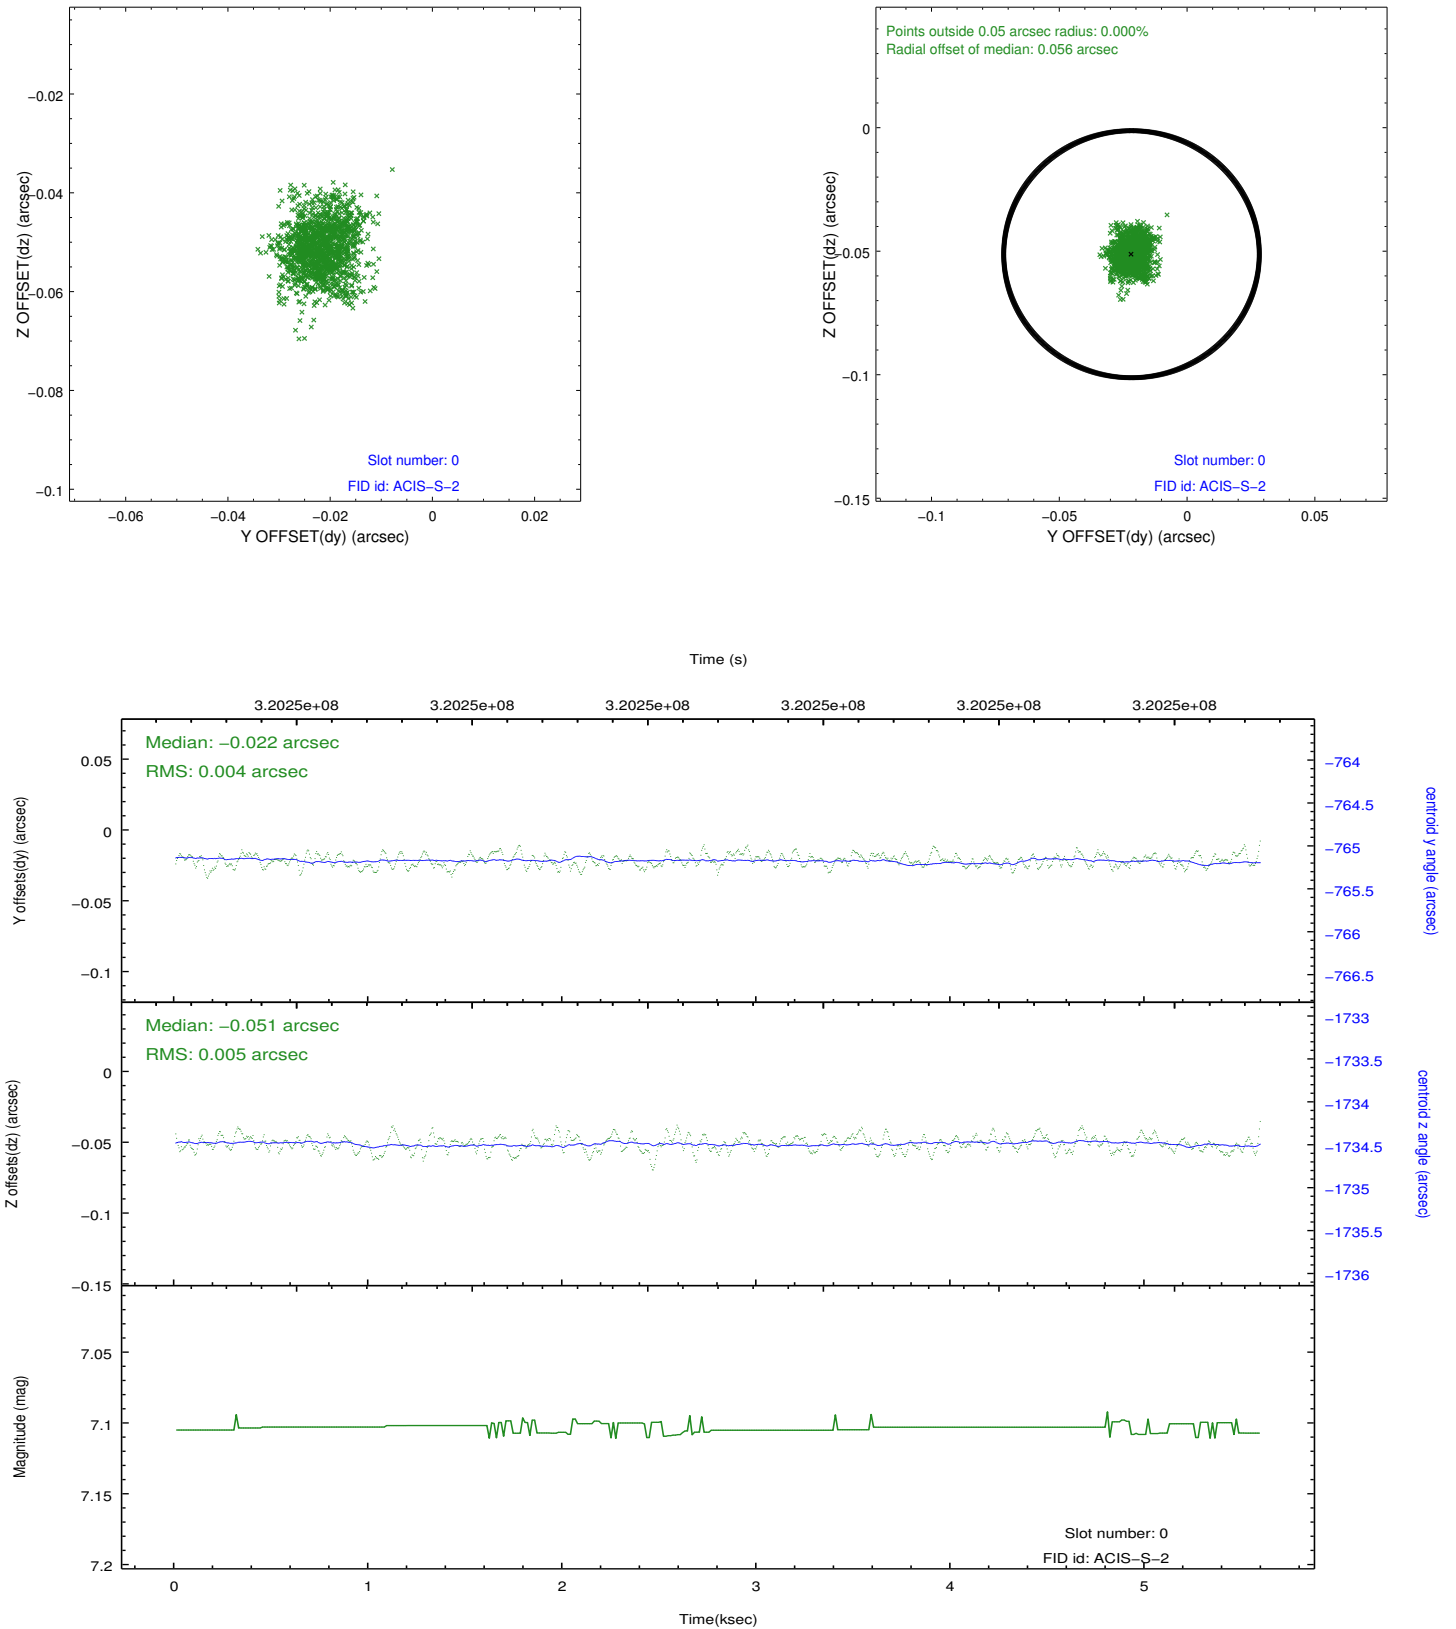 Z OFFSET(dz) (arcsec)
−0.02
−0.04
−0.06
−0.08
−0.1
Slot number: 0
FID id: ACIS−S−2
−0.06
−0.04
−0.02
0
0.02
Y OFFSET(dy) (arcsec)
Points outside 0.05 arcsec radius: 0.000%
Radial offset of median: 0.056 arcsec
Z OFFSET(dz) (arcsec)
0
−0.05
−0.1
−0.15
Slot number: 0
FID id: ACIS−S−2
−0.1
−0.05
0
0.05
Y OFFSET(dy) (arcsec)
Time (s)
3.2025e+08
3.2025e+08
3.2025e+08
3.2025e+08
3.2025e+08
3.2025e+08
Median: −0.022 arcsec
RMS: 0.004 arcsec
Y offsets(dy) (arcsec)
0.05
0
−0.05
−0.1
−764
−764.5
−765
−765.5
−766
−766.5
centroid y angle (arcsec)
Median: −0.051 arcsec
RMS: 0.005 arcsec
Z offsets(dz) (arcsec)
0
−0.05
−0.1
−0.15
−1733
−1733.5
−1734
−1734.5
−1735
−1735.5
−1736
centroid z angle (arcsec)
Magnitude (mag)
7.05
7.1
7.15
7.2
Slot number: 0
FID id: ACIS−S−2
0
1
2
3
4
5
Time(ksec)